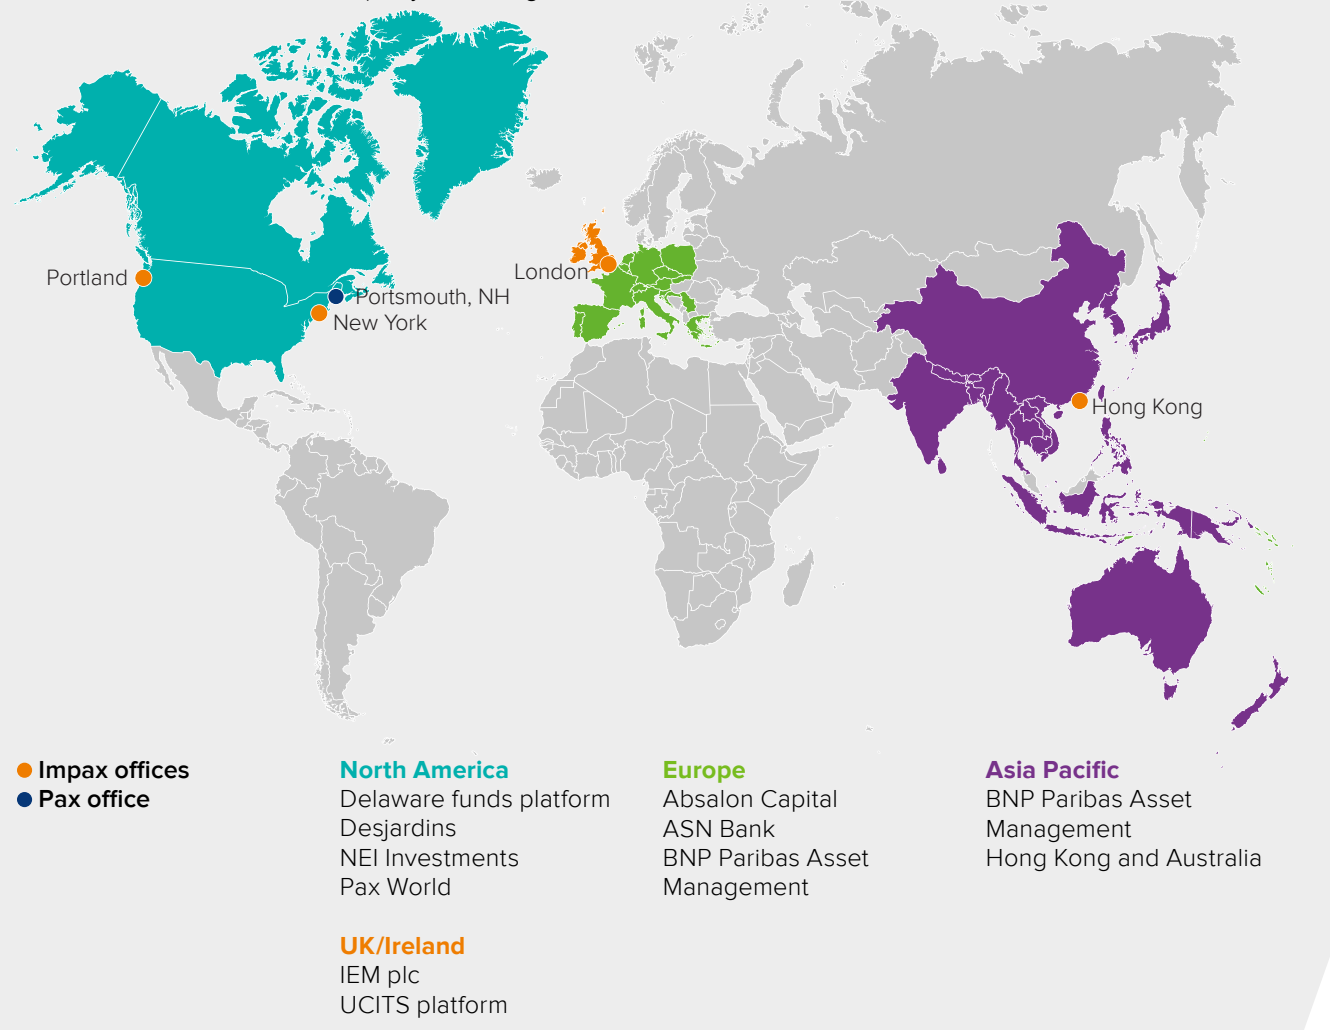 Portland
Portsmouth, NH
New York
London
Hong Kong
Impax offices
Pax office
North America
Delaware funds platform
Desjardins
NEI Investments
Pax World
UK/Ireland
IEM plc
UCITS platform
Europe
Absalon Capital
ASN Bank
BNP Paribas Asset
Management
Asia Pacific
BNP Paribas Asset
Management
Hong Kong and Australia